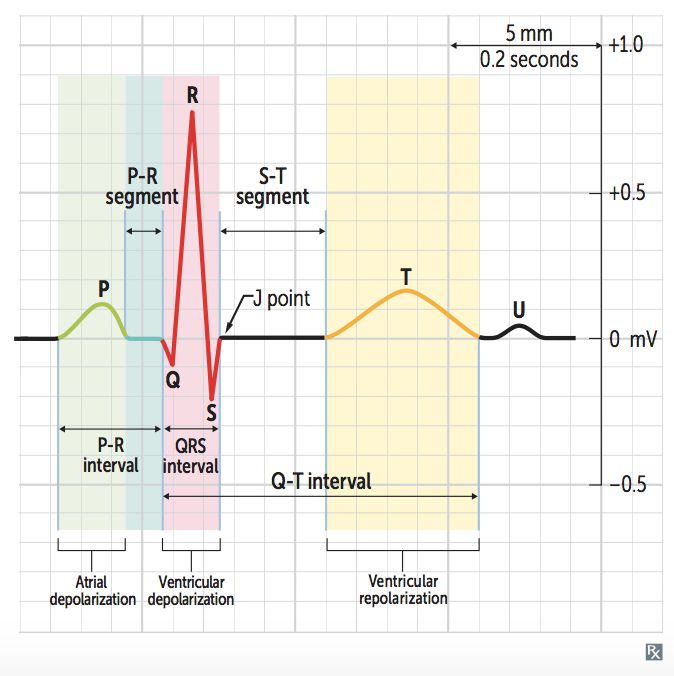 5 mm
0.2 seconds
+1.0
R
P-R
segment
S-T
segment
+0.5
P
T
J point
U
0 mV
Q
S
P-R
interval
QRS
interval
Q-T interval
−0.5
Atrial
depolarization
Ventricular
depolarization
Ventricular
repolarization
Rx